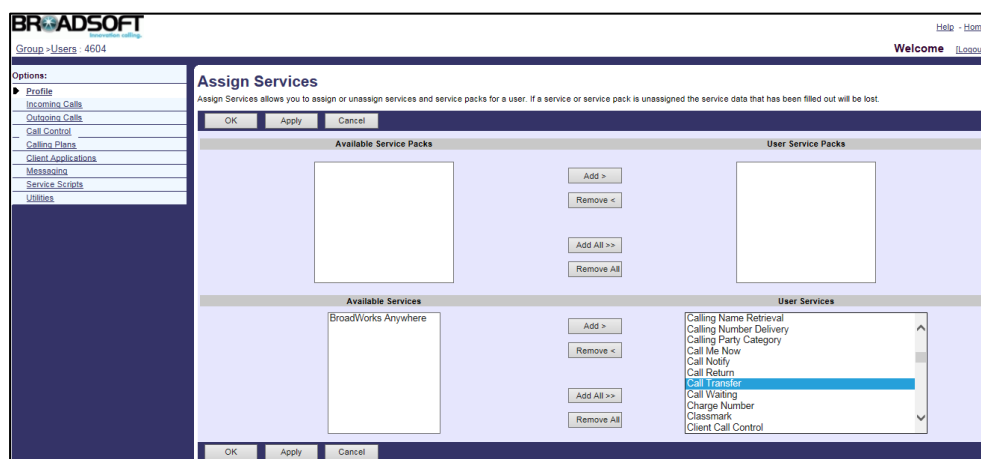 BROADSOFT
Innovation calling.
Help - Hom
Group >Users : 4604
Welcome [Logou
Options:
Profile
Incoming Calls
Outgoing Calls
Call Control
Calling Plans
Client Applications
Messaging
Service Scripts
Utilities
Assign Services
Assign Services allows you to assign or unassign services and service packs for a user. If a service or service pack is unassigned the service data that has been filled out will be lost.
OK Apply Cancel
Available Service Packs User Service Packs
Add >
Remove <
Add All >>
Remove All
Available Services User Services
BroadWorks Anywhere
Add >
Remove <
Add All >>
Remove All
Calling Name Retrieval
Calling Number Delivery
Calling Party Category
Call Me Now
Call Notify
Call Return
Call Transfer
Call Waiting
Charge Number
Classmark
Client Call Control
OK Apply Cancel